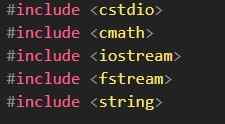 #include <cstdio>
#include <cmath>
#include <iostream>
#include <fstream>
#include <string>